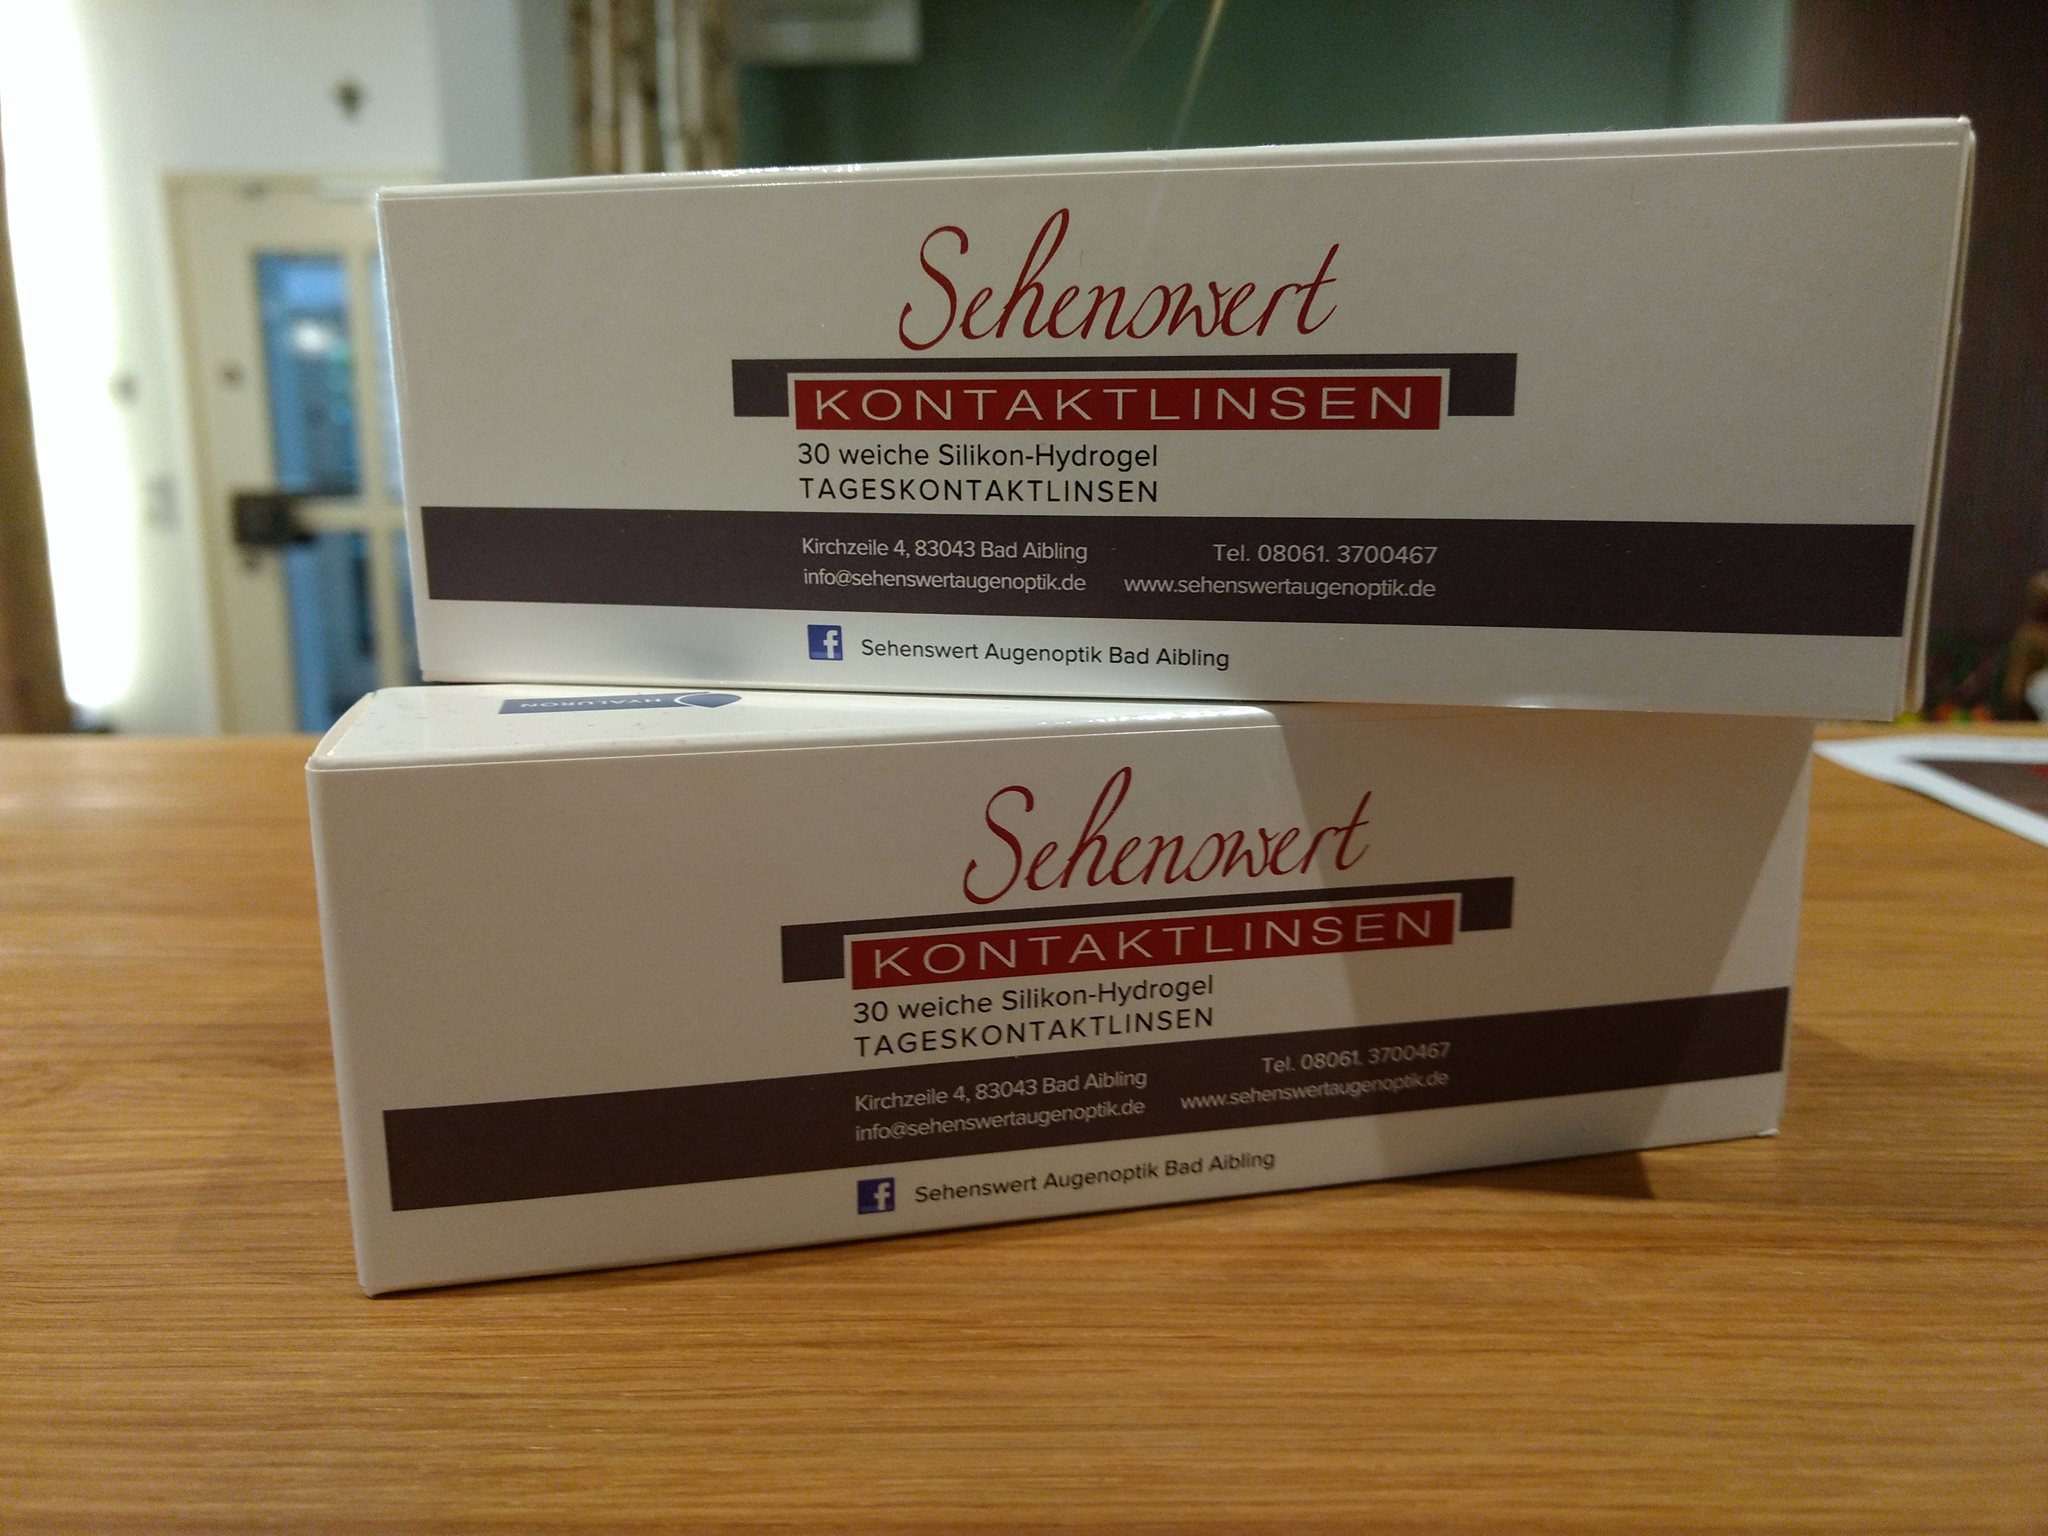 Sehenswert
KONTAKTLINSEN
30 weiche Silikon-Hydrogel
TAGESKONTAKTLINSEN
Kirchzeile 4, 83043 Bad Aibling
Tel. 08061. 3700467
info@sehenswertaugenoptik.de
www.sehenswertaugenoptik.de
f
Sehenswert Augenoptik Bad Aibling
HYALURON
Sehenswert
KONTAKTLINSEN
30 weiche Silikon-Hydrogel
TAGESKONTAKTLINSEN
Kirchzeile 4, 83043 Bad Aibling
Tel. 08061. 3700467
info@sehenswertaugenoptik.de
www.sehenswertaugenoptik.de
f
Sehenswert Augenoptik Bad Aibling